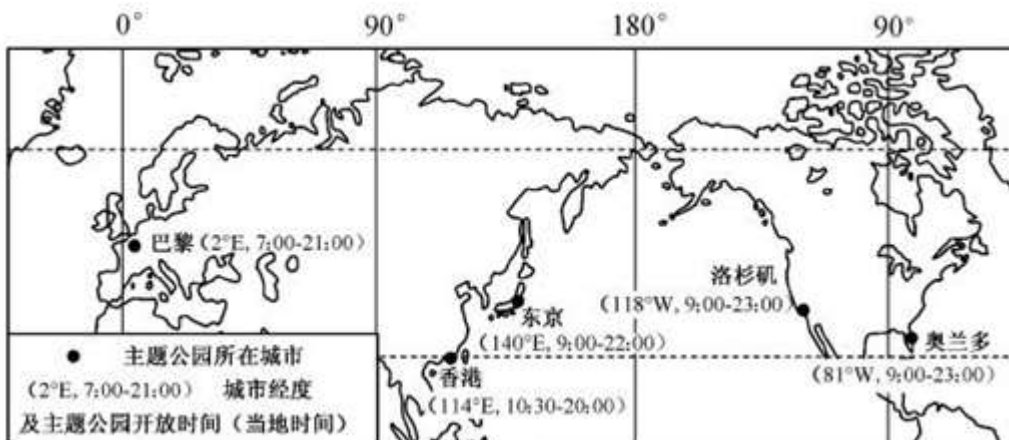 0° 90° 180° 90°
巴黎(2°E, 7:00-21:00)
洛杉矶
(118°W, 9:00-23:00)
东京
(140°E, 9:00-22:00)
奥兰多
(81°W, 9:00-23:00)
香港
(114°E, 10:30-20:00)
主题公园所在城市
(2°E, 7:00-21:00) 城市经度
及主题公园开放时间(当地时间)